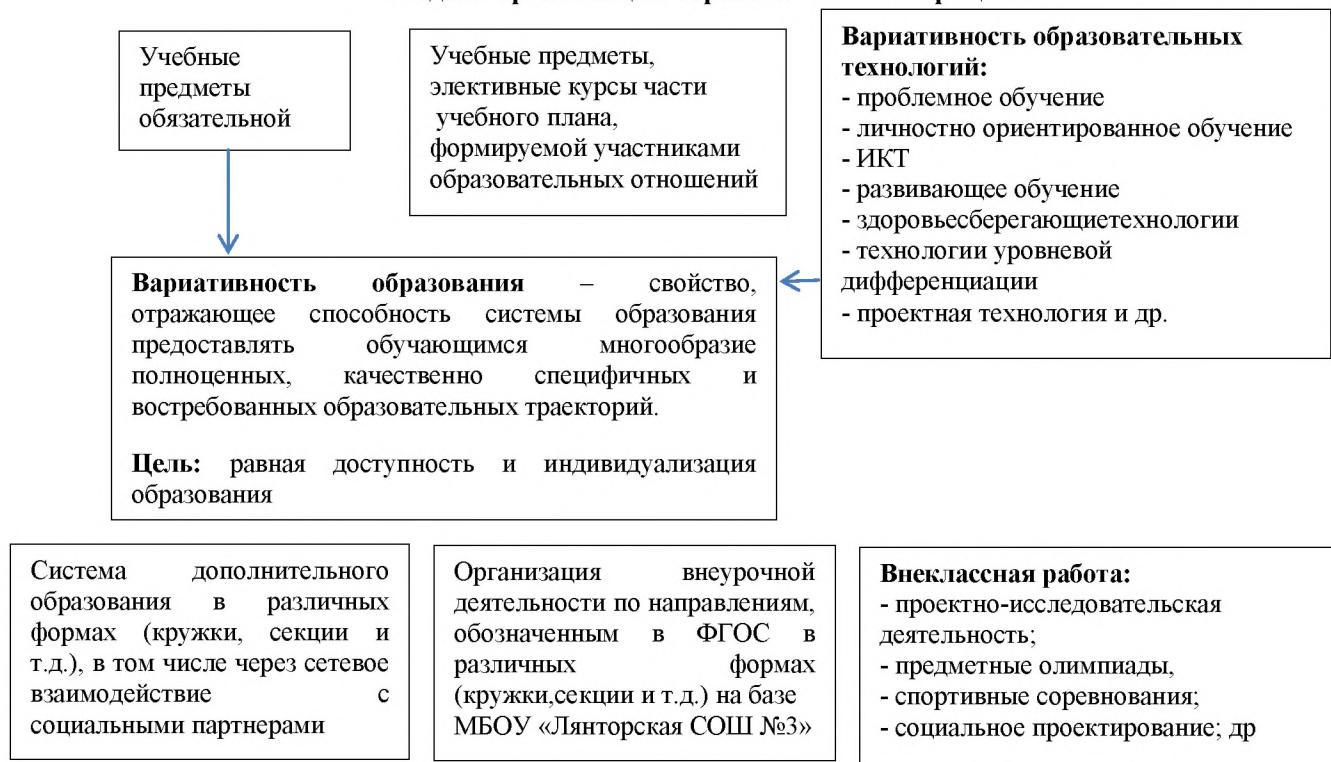 Учебные
предметы
обязательной
Учебные предметы,
элективные курсы части
учебного плана,
формируемой участниками
образовательных отношений
Вариативность образовательных
технологий:
- проблемное обучение
- личностно ориентированное обучение
- ИКТ
- развивающее обучение
- здоровьесберегающиетехнологии
- технологии уровневой
дифференциации
- проектная технология и др.
Вариативность образования – свойство,
отражающее способность системы образования
предоставлять обучающимся многообразие
полноценных, качественно специфичных и
востребованных образовательных траекторий.
Цель: равная доступность и индивидуализация
образования
Система дополнительного
образования в различных
формах (кружки, секции и
т.д.), в том числе через сетевое
взаимодействие с
социальными партнерами
Организация внеурочной
деятельности по направлениям,
обозначенным в ФГОС в
различных формах
(кружки,секции и т.д.) на базе
МБОУ «Лянторская СОШ №3»
Внеклассная работа:
- проектно-исследовательская
деятельность;
- предметные олимпиады,
- спортивные соревнования;
- социальное проектирование; др